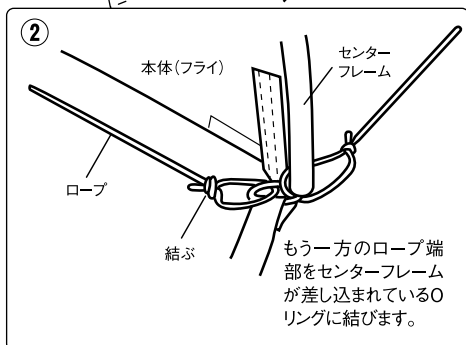 ②
本体（フライ）
センター
フレーム
ロープ
結ぶ
もう一方のロープ端
部をセンターフレーム
が差し込まれているO
リングに結びます。